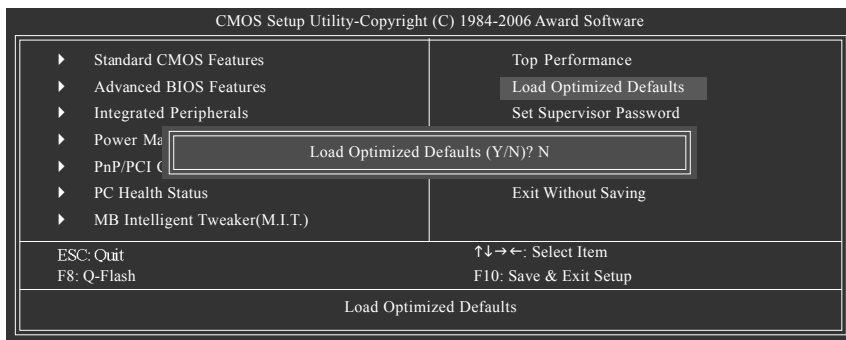 CMOS Setup Utility-Copyright (C) 1984-2006 Award Software
Standard CMOS Features
Advanced BIOS Features
Integrated Peripherals
Power Ma
PnP/PCI
PC Health Status
MB Intelligent Tweaker(M.I.T.)
Top Performance
Load Optimized Defaults
Set Supervisor Password
Exit Without Saving
Load Optimized Defaults (Y/N)? N
ESC: Quit
F8: Q-Flash
↑↓→←: Select Item
F10: Save & Exit Setup
Load Optimized Defaults